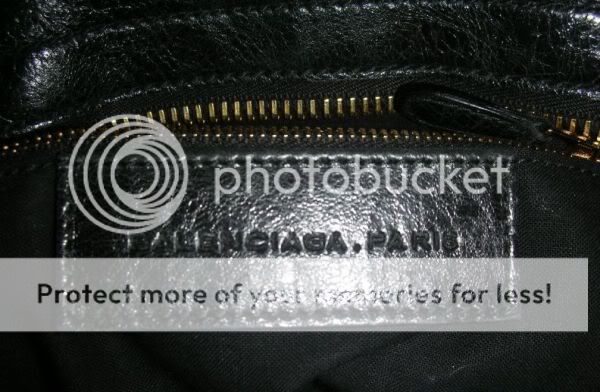 photobucket
BALENCIAGA.PARIS
Protect more of your memories for less!